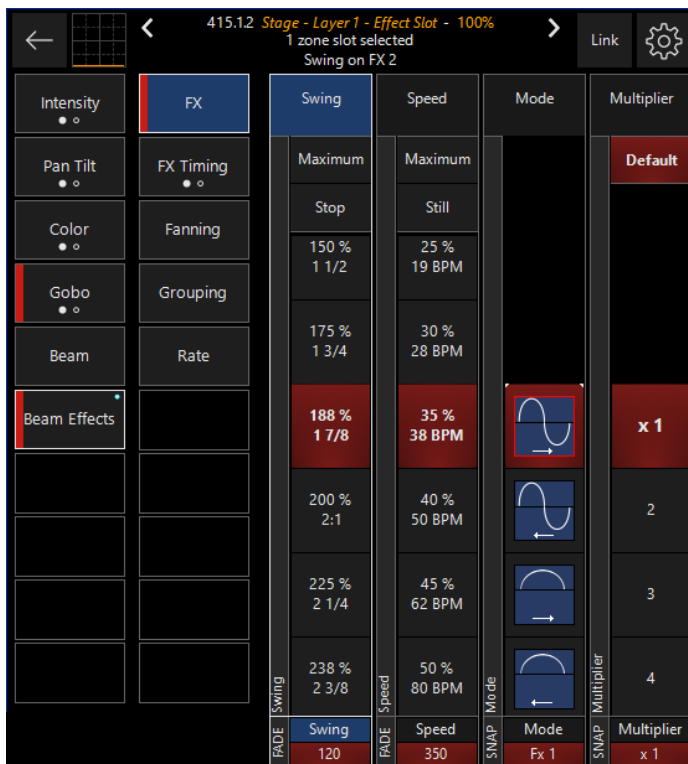 415.1.2 Stage - Layer 1 - Effect Slot - 100%
1 zone slot selected
Swing on FX 2
Link
Intensity
Pan Tilt
Color
Gobo
Beam
Beam Effects
FX
FX Timing
Fanning
Grouping
Rate
Swing
Maximum
Stop
150 %
1 1/2
175 %
1 3/4
188 %
1 7/8
200 %
2:1
225 %
2 1/4
238 %
2 3/8
Swing
FADE
Swing
120
Speed
Maximum
Still
25 %
19 BPM
30 %
28 BPM
35 %
38 BPM
40 %
50 BPM
45 %
62 BPM
50 %
80 BPM
Speed
FADE
Speed
350
Mode
Mode
SNAP
Mode
Fx 1
Multiplier
Default
x 1
2
3
4
Multiplier
SNAP
Multiplier
x 1